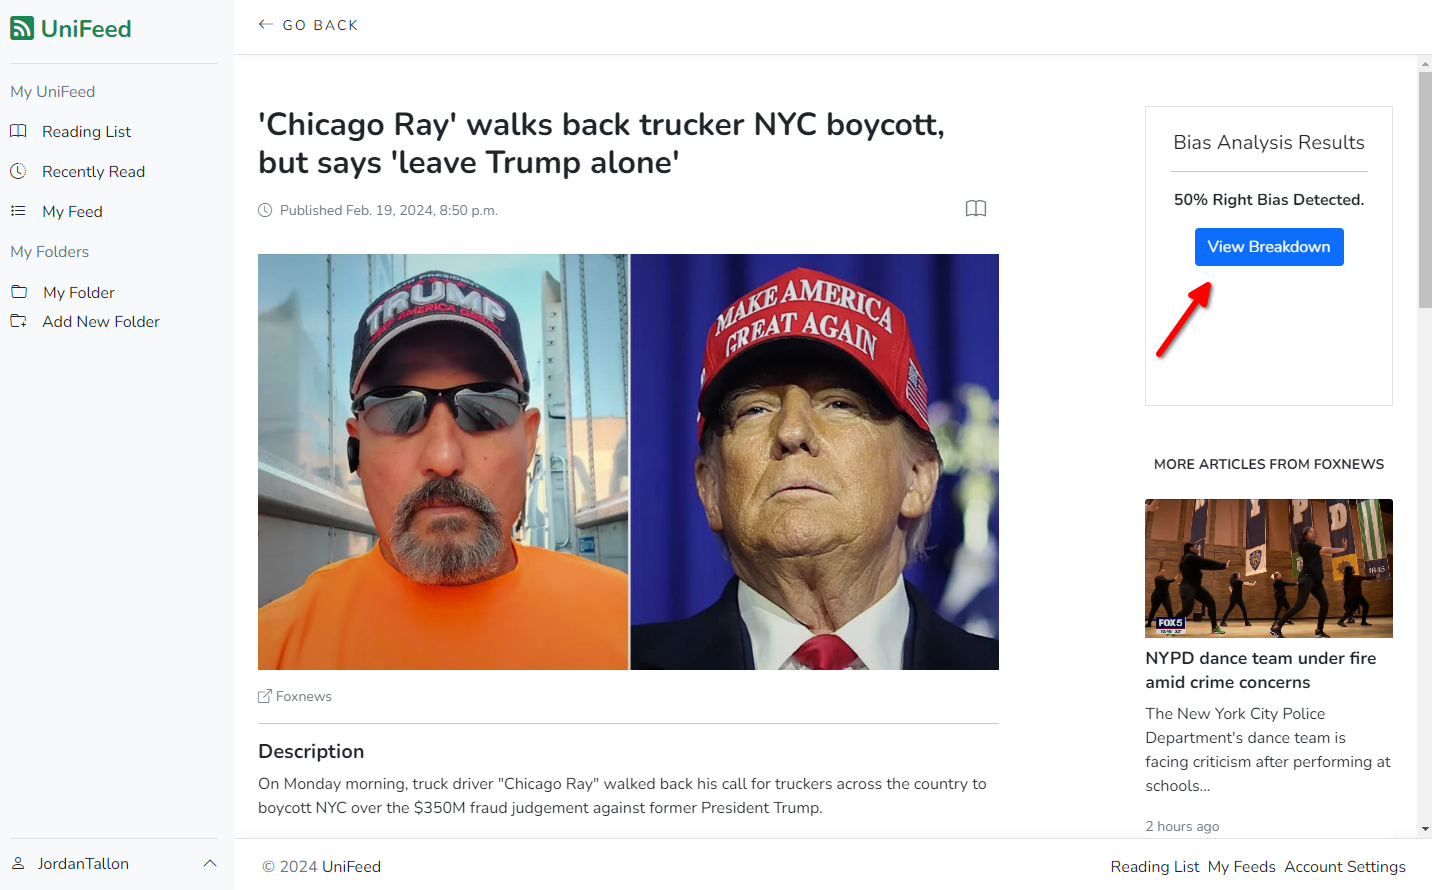 UniFeed
My UniFeed
Reading List
Recently Read
My Feed
My Folders
My Folder
Add New Folder
JordanTallon
GO BACK
'Chicago Ray' walks back trucker NYC boycott,
but says 'leave Trump alone'
Published Feb. 19, 2024, 8:50 p.m.
TRUMP
MAKE AMERICA
GREAT AGAIN
Foxnews
Description
On Monday morning, truck driver "Chicago Ray" walked back his call for truckers across the country to
boycott NYC over the $350M fraud judgement against former President Trump.
Bias Analysis Results
50% Right Bias Detected.
View Breakdown
MORE ARTICLES FROM FOXNEWS
Y P D
1845
FOX 5
NYPD dance team under fire
amid crime concerns
The New York City Police
Department's dance team is
facing criticism after performing at
schools...
2 hours ago
© 2024 UniFeed
Reading List My Feeds Account Settings